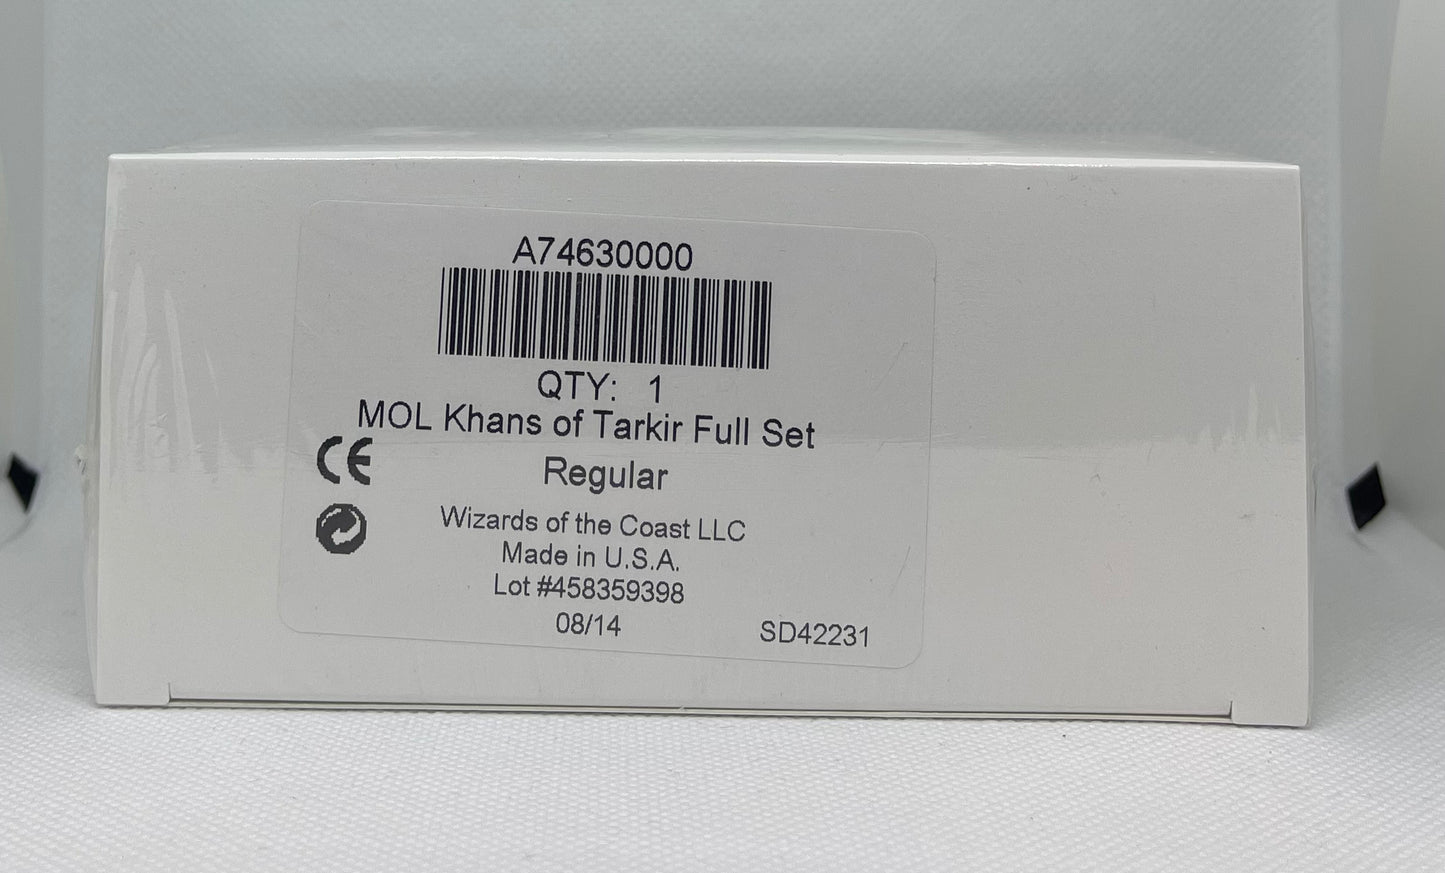 A74630000
QTY: 1
MOL Khans of Tarkir Full Set
CE
Regular
Wizards of the Coast LLC
Made in U.S.A.
Lot #458359398
08/14
SD42231